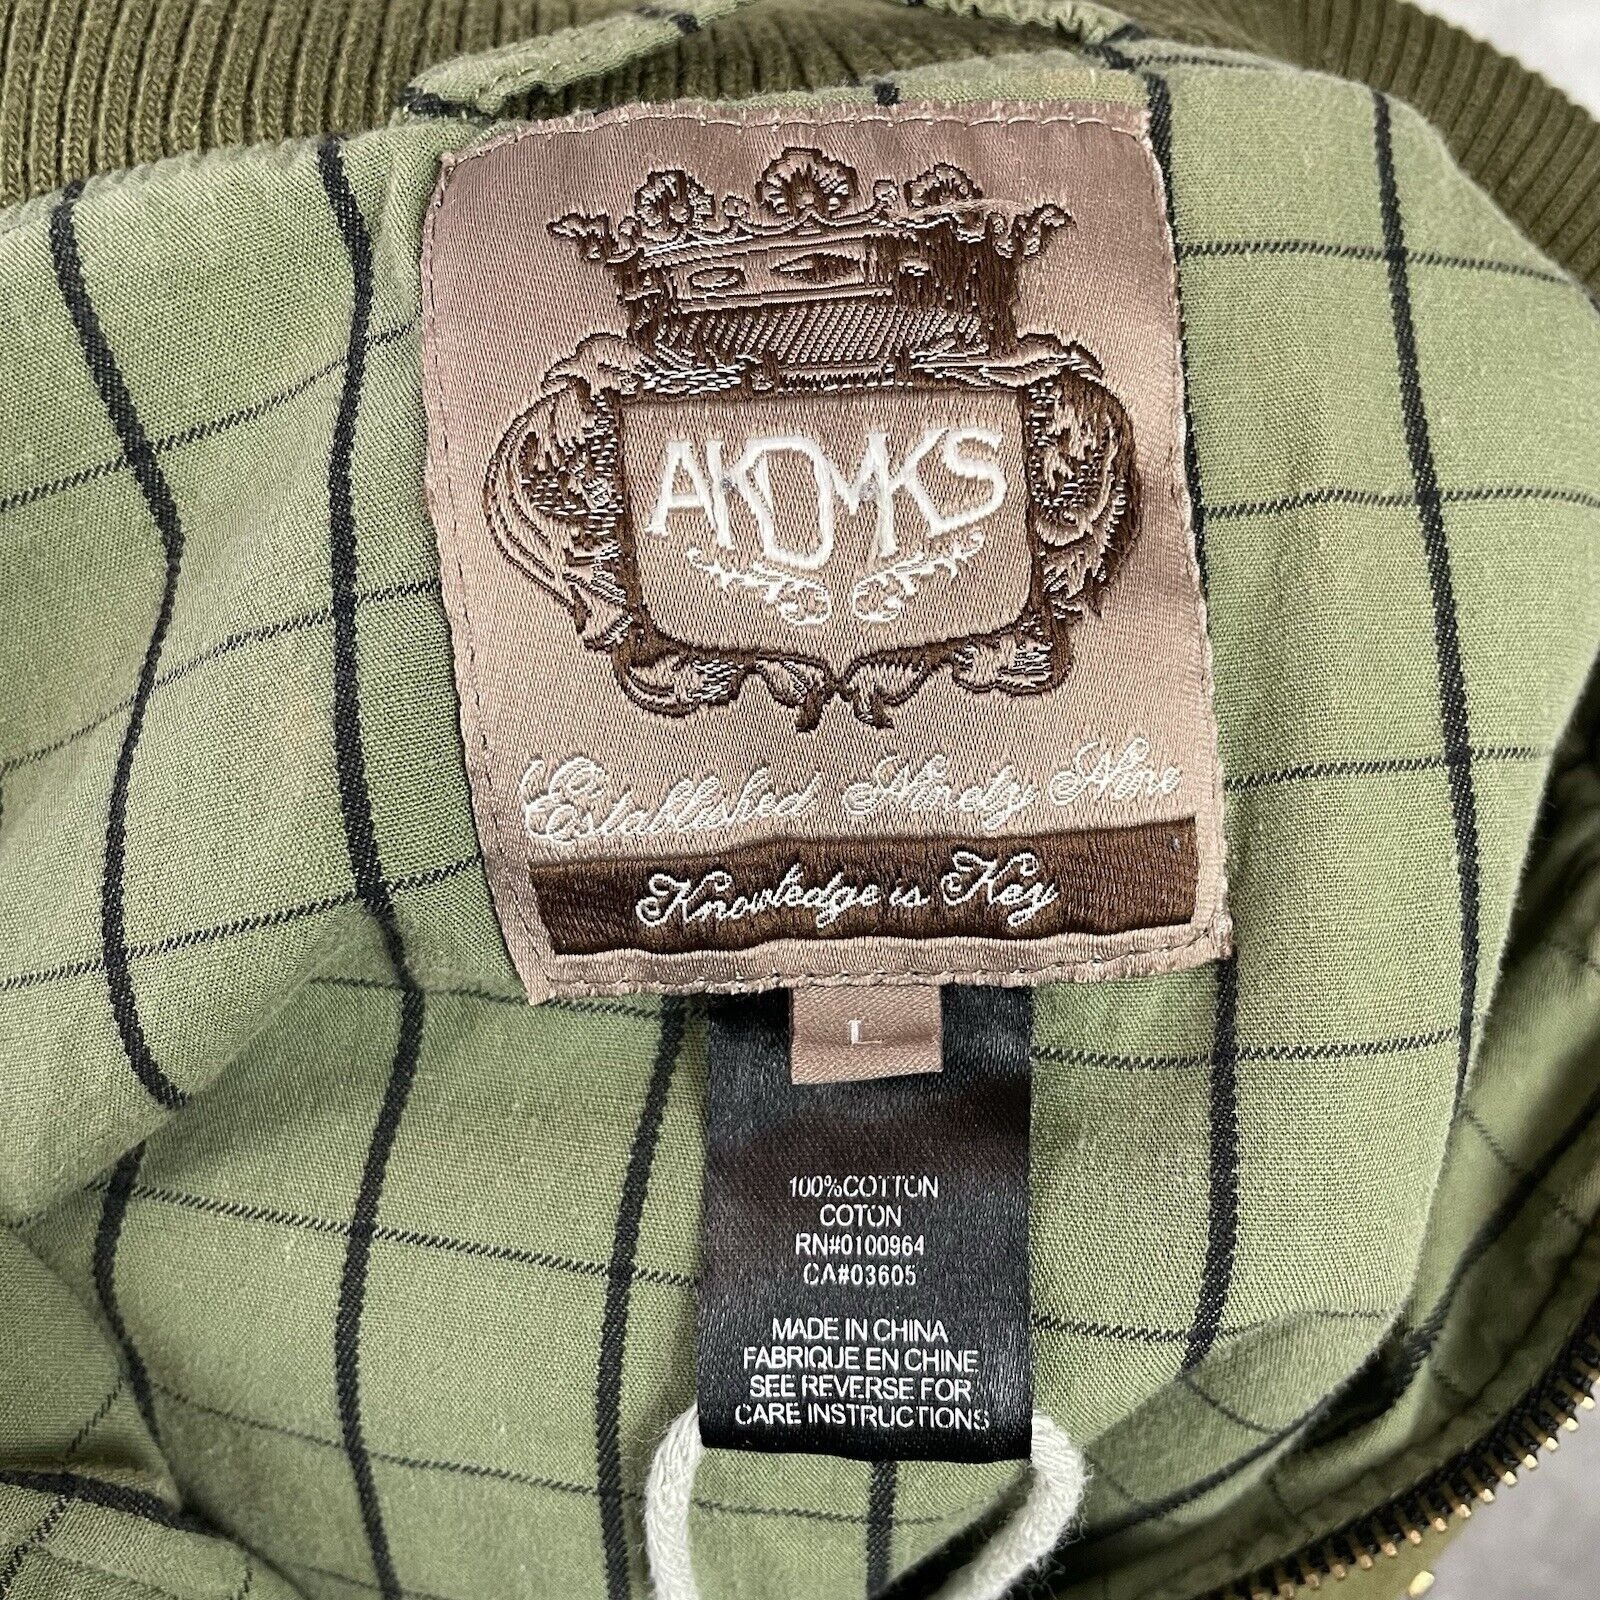 AKDMKS
Established Ninety Nine
Knowledge is Key
L
100%COTTON
COTON
RN#0100964
CA#03605
MADE IN CHINA
FABRIQUE EN CHINE
SEE REVERSE FOR
CARE INSTRUCTIONS